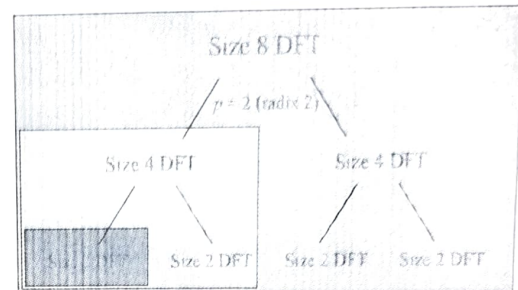 Size 8 DFT
p = 2 (radix 2)
Size 4 DFT Size 4 DFT
Size 2 DFT Size 2 DFT Size 2 DFT